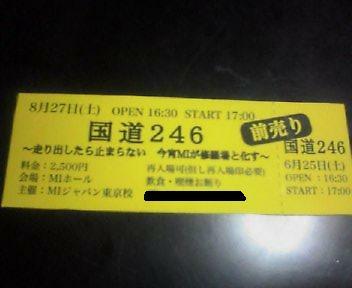 8月27日(土) OPEN 16:30 START 17:00
国道246
〜走り出したら止まらない 今宵MIが修羅場と化す〜
料金：2,500円
会場：MIホール
主催：MIジャパン東京校
再入場可(但し再入場印必要)
飲食・喫煙お断り
前売り
国道246
6月25日(土)
OPEN :16:30
START :17:00